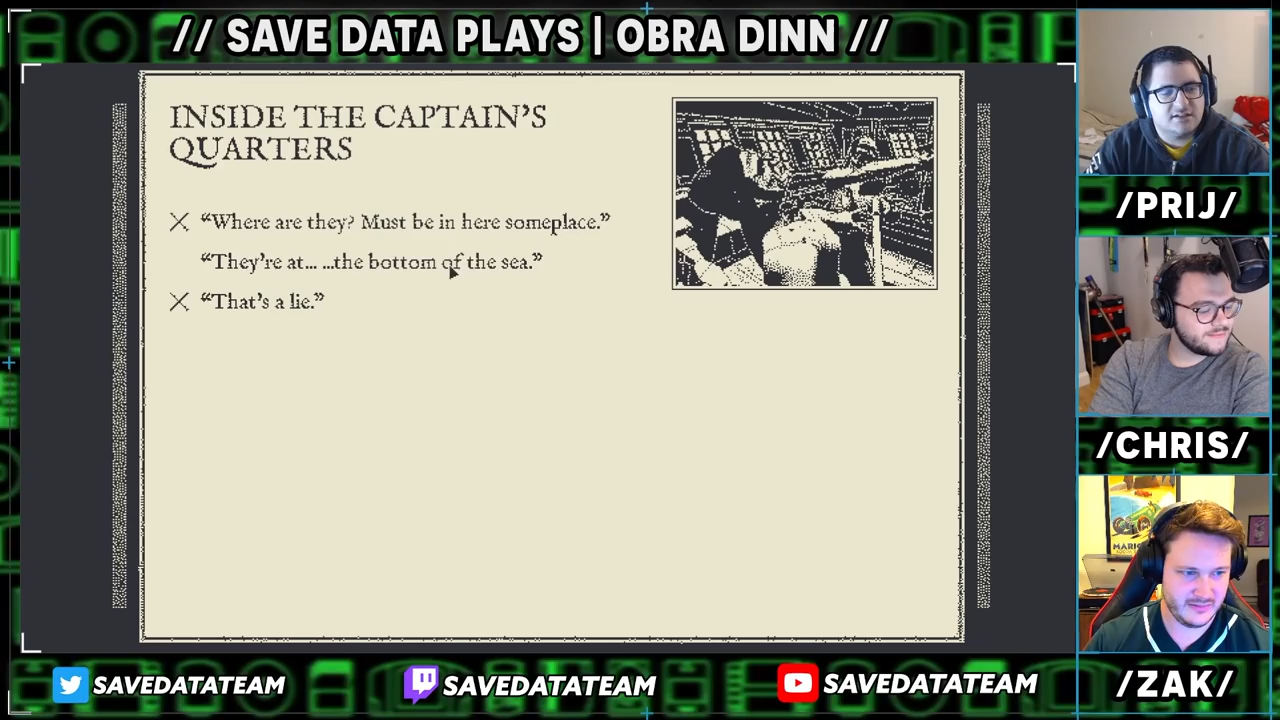 // SAVE DATA PLAYS | OBRA DINN //
INSIDE THE CAPTAIN'S
QUARTERS
"Where are they? Must be in here someplace."
"They're at... ...the bottom of the sea."
"That's a lie."
/PRIJ/
/CHRIS/
MARIO
/ZAK/
SAVEDATATEAM
SAVEDATATEAM
SAVEDATATEAM